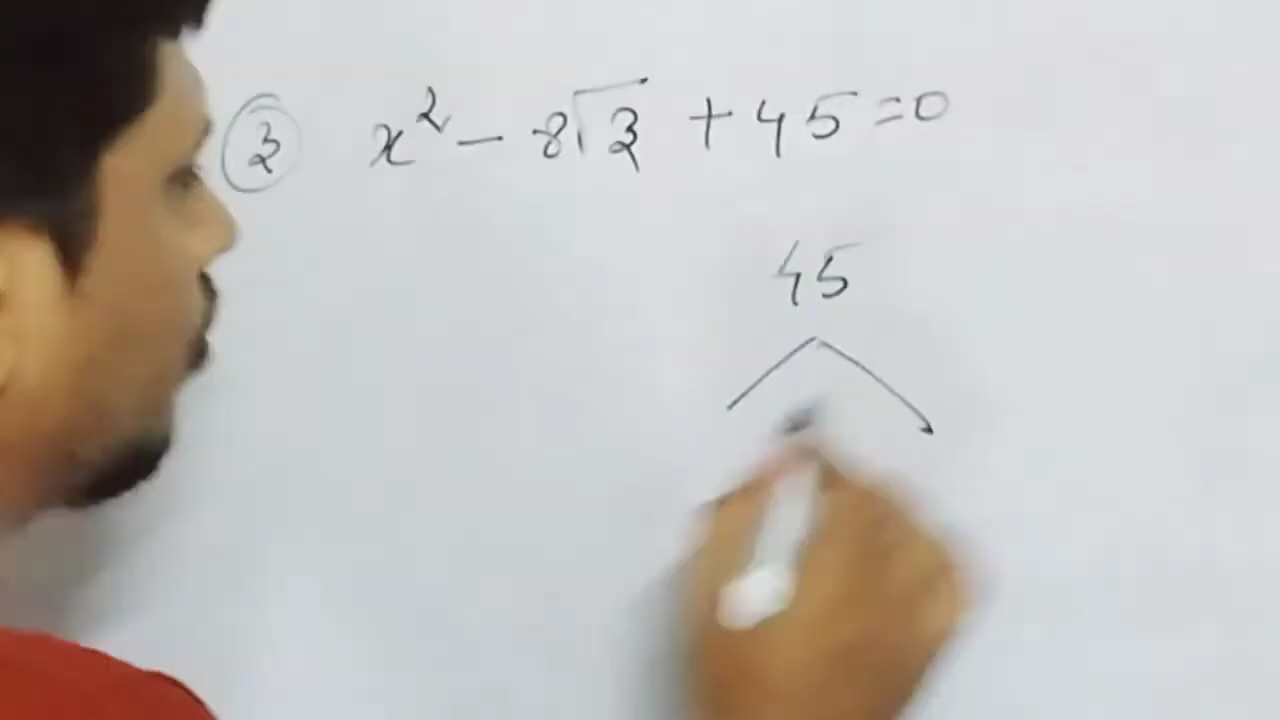 ③ x² - 8√3 + 45 = 0
45